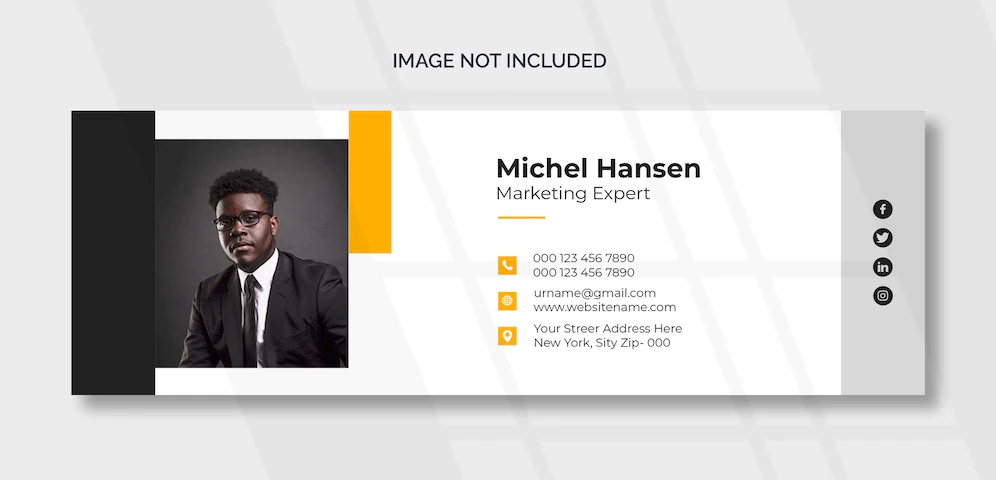 IMAGE NOT INCLUDED
Michel Hansen
Marketing Expert
000 123 456 7890
000 123 456 7890
urname@gmail.com
www.websitename.com
Your Streer Address Here
New York, Sity Zip- 000